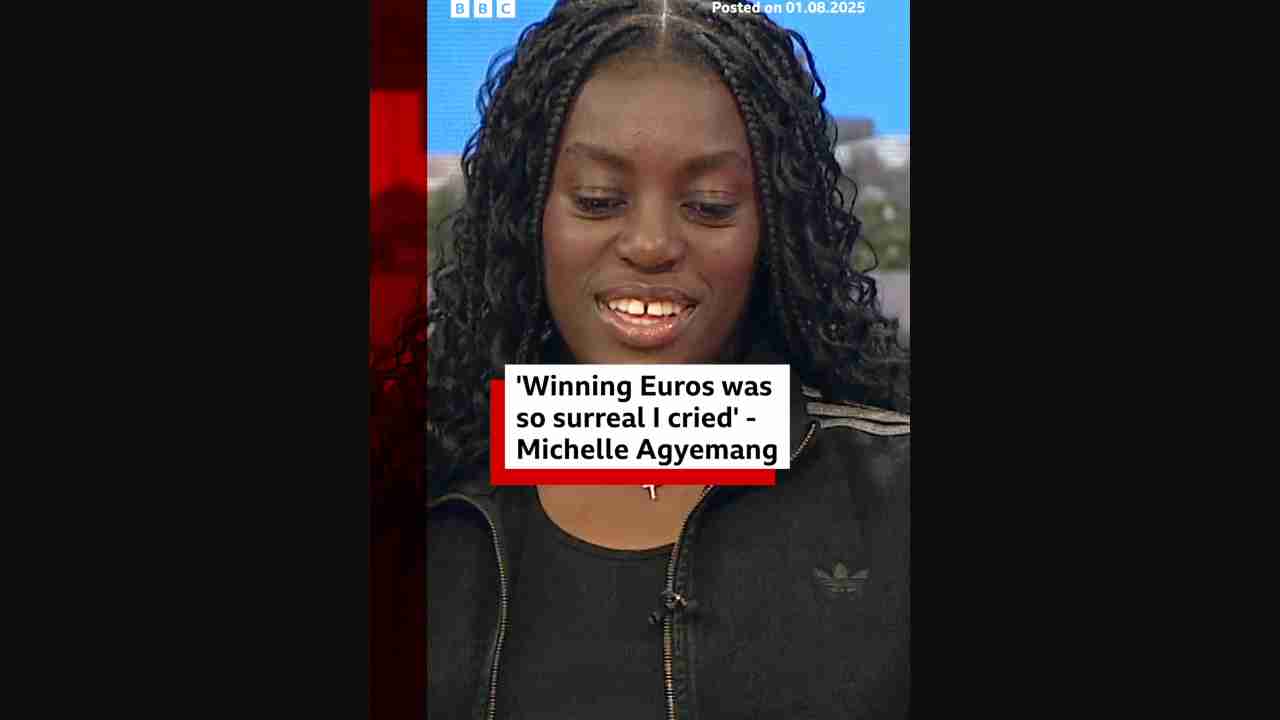 BBC
Posted on 01.08.2025
'Winning Euros was
so surreal I cried' -
Michelle Agyemang